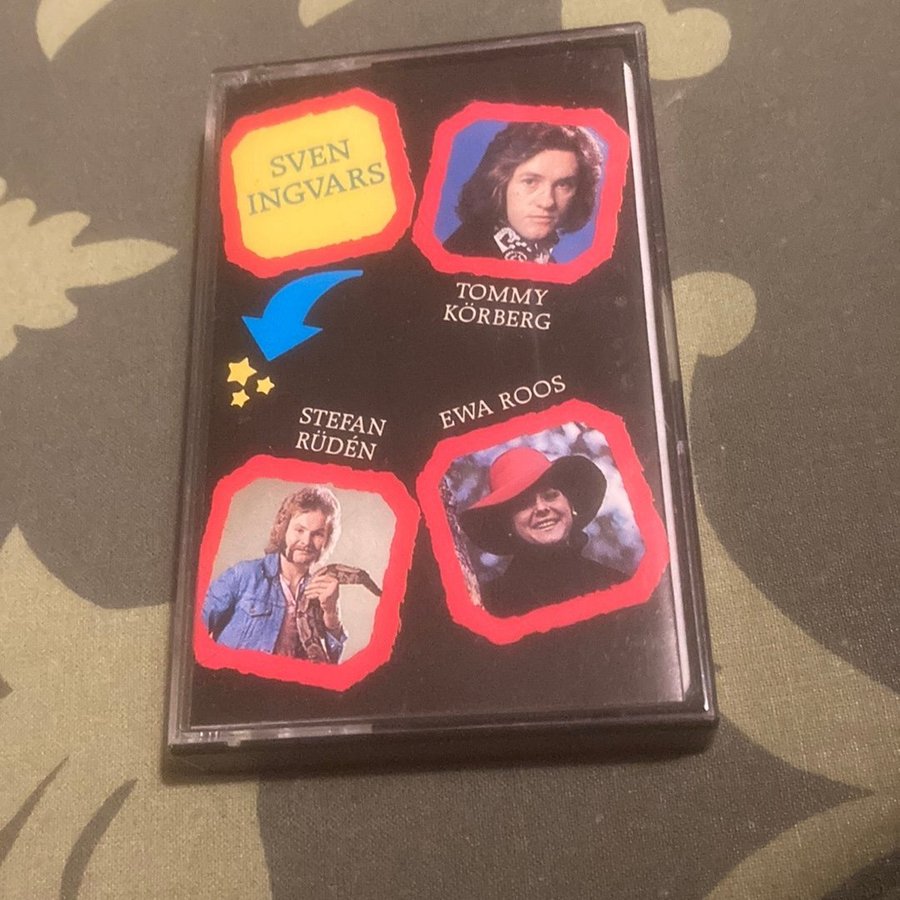 SVEN
INGVARS
TOMMY
KÖRBERG
STEFAN
RÜDÉN
EWA ROOS